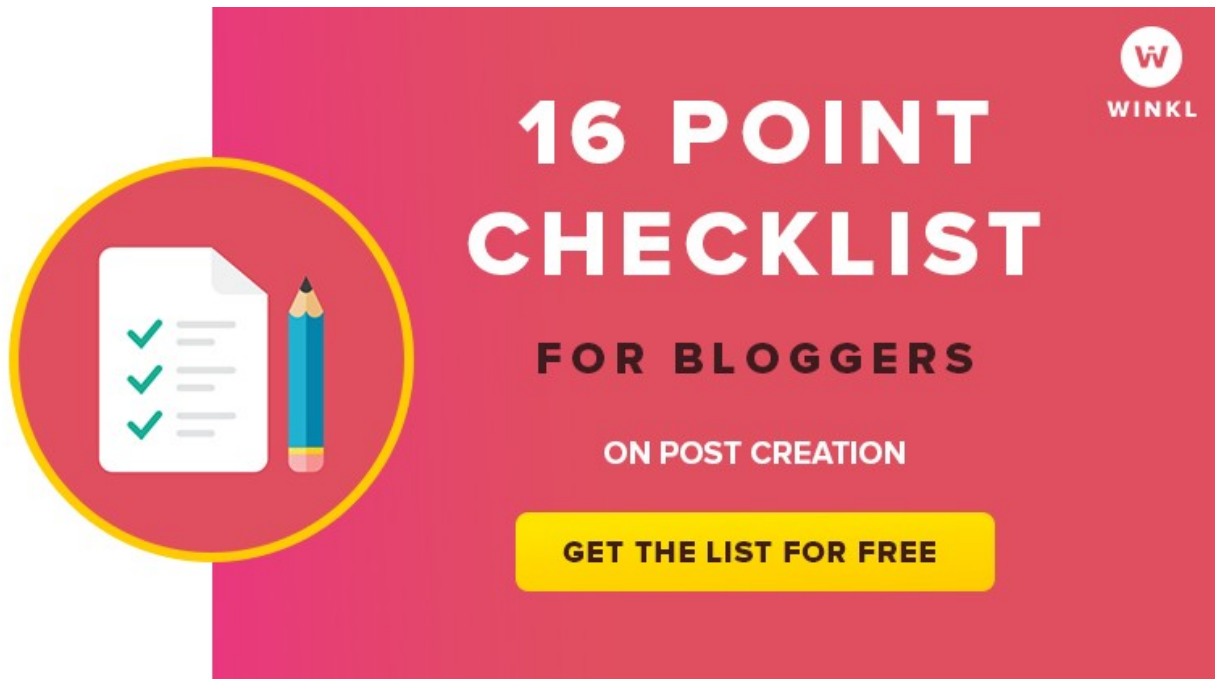 WINKL
16 POINT
CHECKLIST
FOR BLOGGERS
ON POST CREATION
GET THE LIST FOR FREE